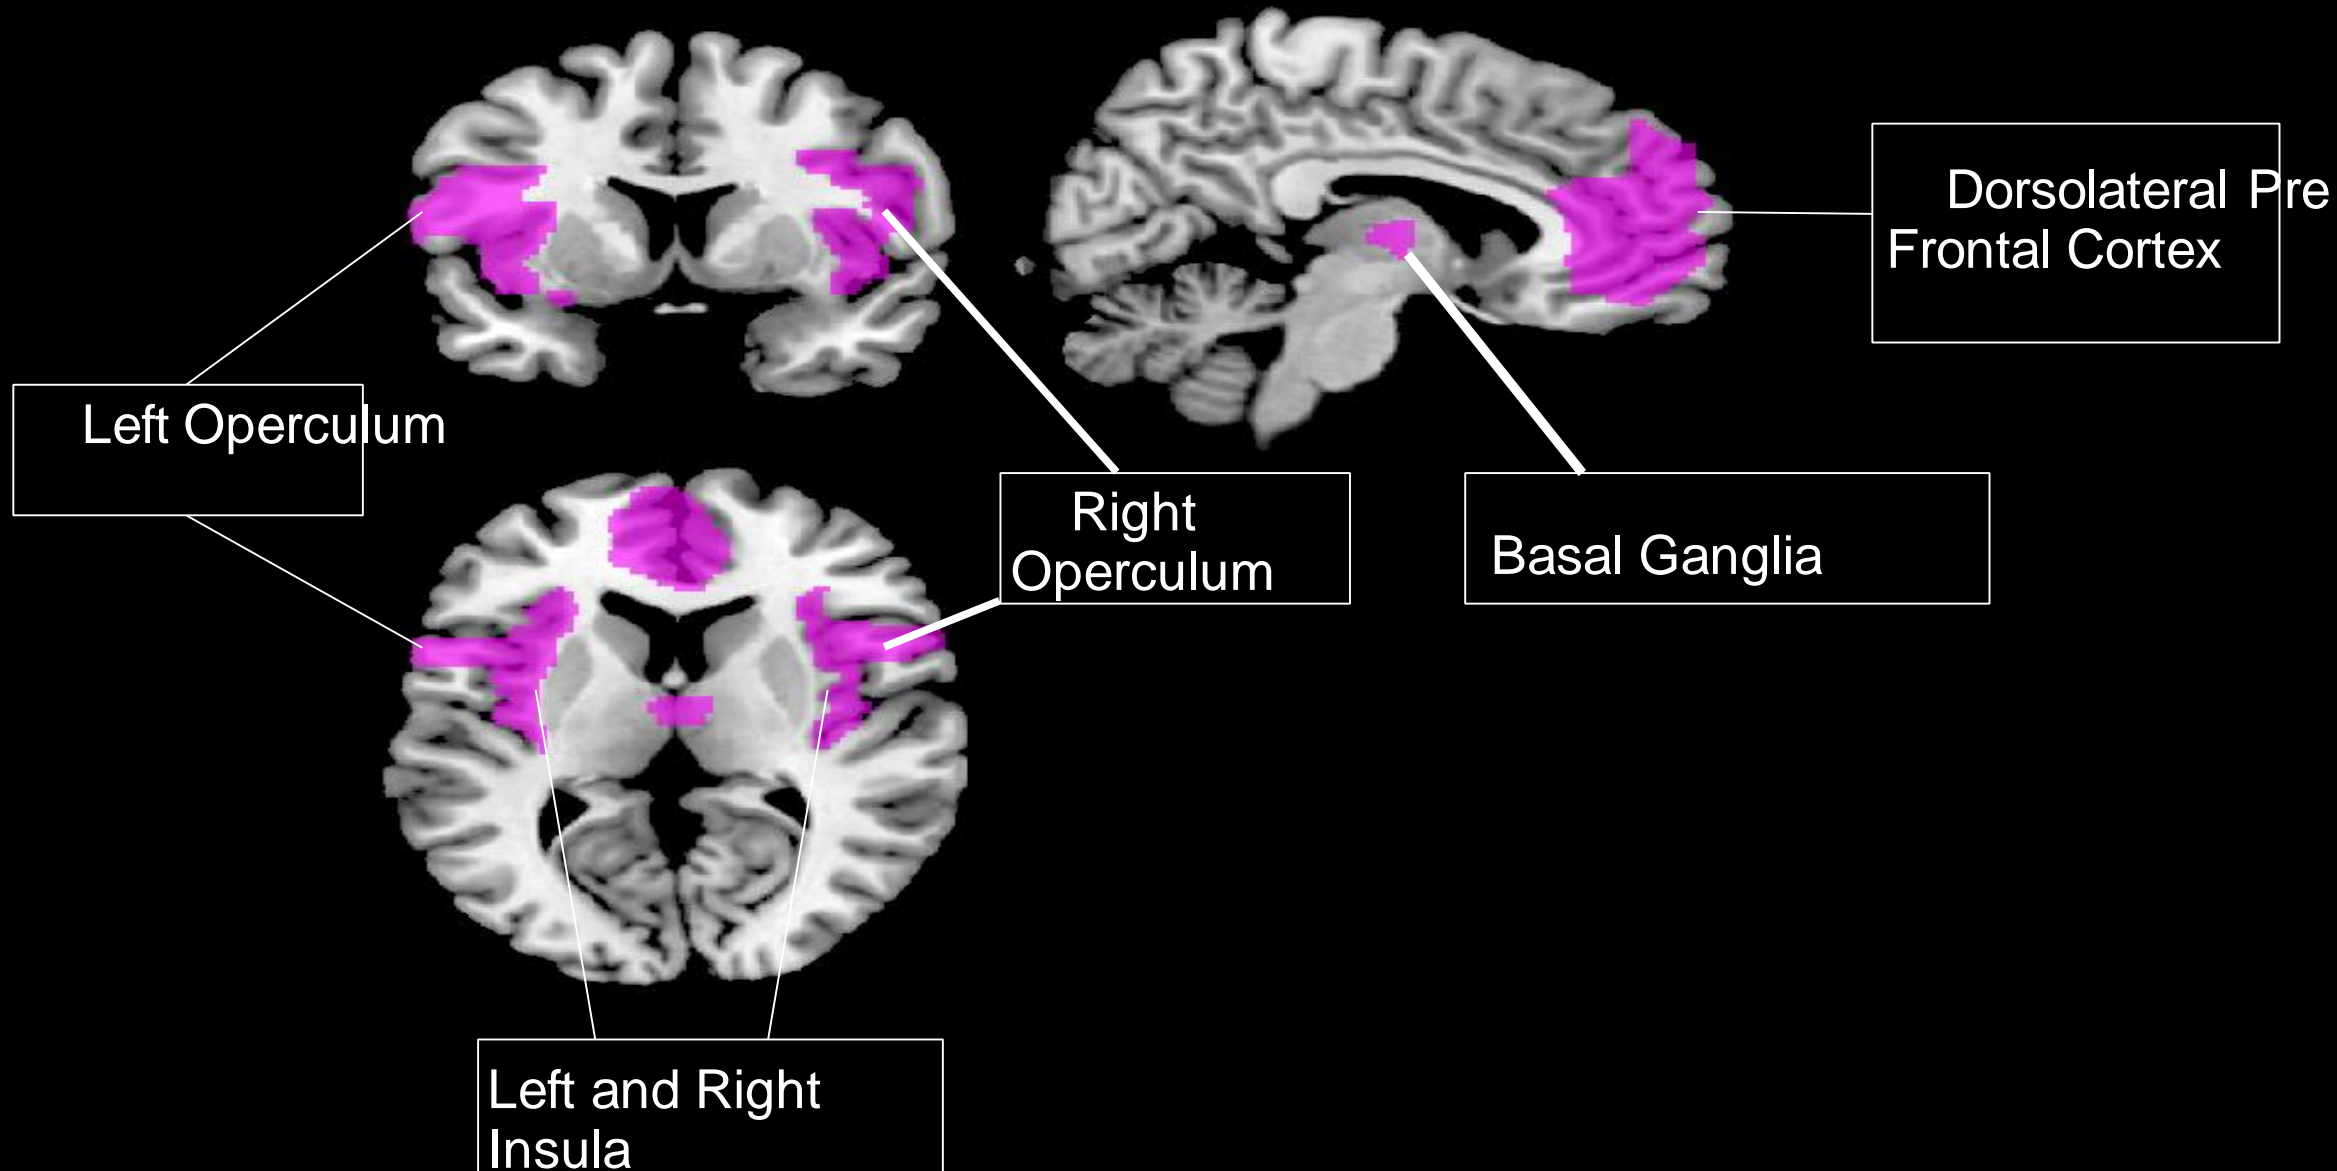 Dorsolateral Pre
Frontal Cortex
Left Operculum
Right
Operculum
Basal Ganglia
Left and Right
Insula